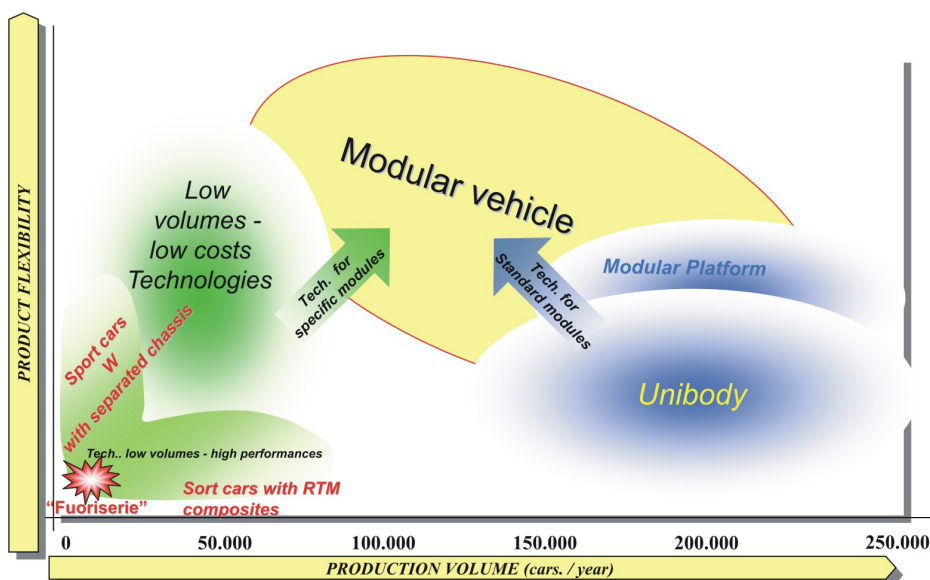 PRODUCT FLEXIBILITY
Modular vehicle
Low
volumes -
low costs
Technologies
Tech. for
specific modules
Tech. for
Standard modules
Modular Platform
Unibody
Sport cars
W
with separated chassis
Tech.. low volumes - high performances
"Fuoriserie"
Sort cars with RTM
composites
0
50.000
100.000
150.000
200.000
250.000
PRODUCTION VOLUME (cars. / year)